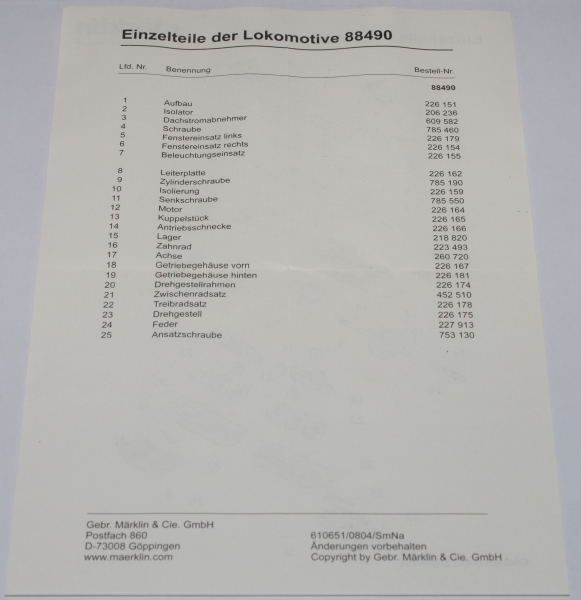 Einzelteile der Lokomotive 88490
Lfd. Nr. Benennung Bestell-Nr.
88490
1 Aufbau 226 151
2 Isolator 206 236
3 Dachstromabnehmer 609 582
4 Schraube 785 460
5 Fenstereinsatz links 226 179
6 Fenstereinsatz rechts 226 154
7 Beleuchtungseinsatz 226 155
8 Leiterplatte 226 162
9 Zylinderschraube 785 190
10 Isolierung 226 159
11 Senkschraube 785 550
12 Motor 226 164
13 Kuppelstück 226 165
14 Antriebsschnecke 226 166
15 Lager 218 820
16 Zahnrad 223 493
17 Achse 260 720
18 Getriebegehäuse vorn 226 167
19 Getriebegehäuse hinten 226 181
20 Drehgestellrahmen 226 174
21 Zwischenradsatz 452 510
22 Treibradsatz 226 178
23 Drehgestell 226 175
24 Feder 227 913
25 Ansatzschraube 753 130
Gebr. Märklin & Cie. GmbH
Postfach 860 610651/0804/SmNa
D-73008 Göppingen Änderungen vorbehalten
www.maerklin.com Copyright by Gebr. Märklin & Cie. GmbH